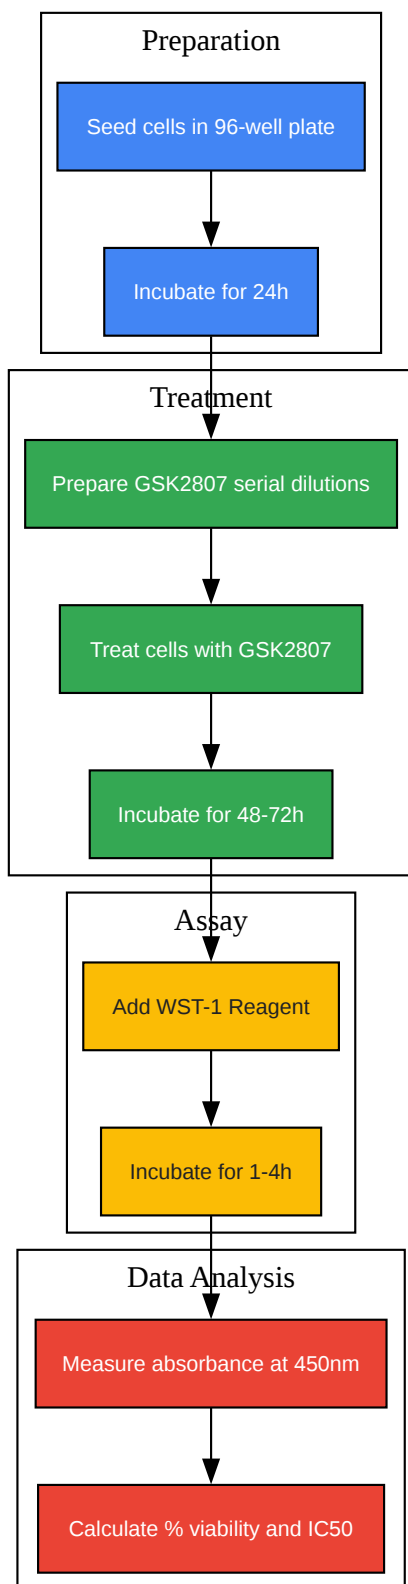 Preparation
Seed cells in 96-well plate
Incubate for 24h
Treatment
Prepare GSK2807 serial dilutions
Treat cells with GSK2807
Incubate for 48-72h
Assay
Add WST-1 Reagent
Incubate for 1-4h
Data Analysis
Measure absorbance at 450nm
Calculate % viability and IC50